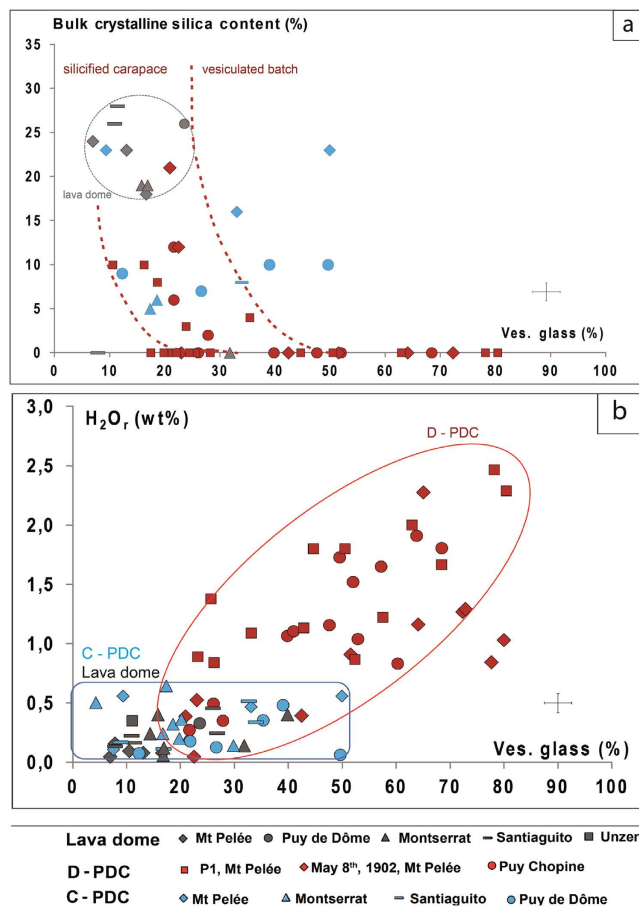 Bulk crystalline silica content (%)
a
35
30
25
20
15
10
5
0
silicified carapace
vesiculated batch
lava dome
Ves. glass (%)
0 10 20 30 40 50 60 70 80 90 100
b
H₂Oᵣ (wt%)
3,0
2,5
2,0
1,5
1,0
0,5
0,0
D - PDC
C - PDC
Lava dome
Ves. glass (%)
0 10 20 30 40 50 60 70 80 90 100
Lava dome Mt Pelée Puy de Dôme Montserrat Santiaguito Unzen
D - PDC P1, Mt Pelée May 8th, 1902, Mt Pelée Puy Chopine
C - PDC Mt Pelée Montserrat Santiaguito Puy de Dôme